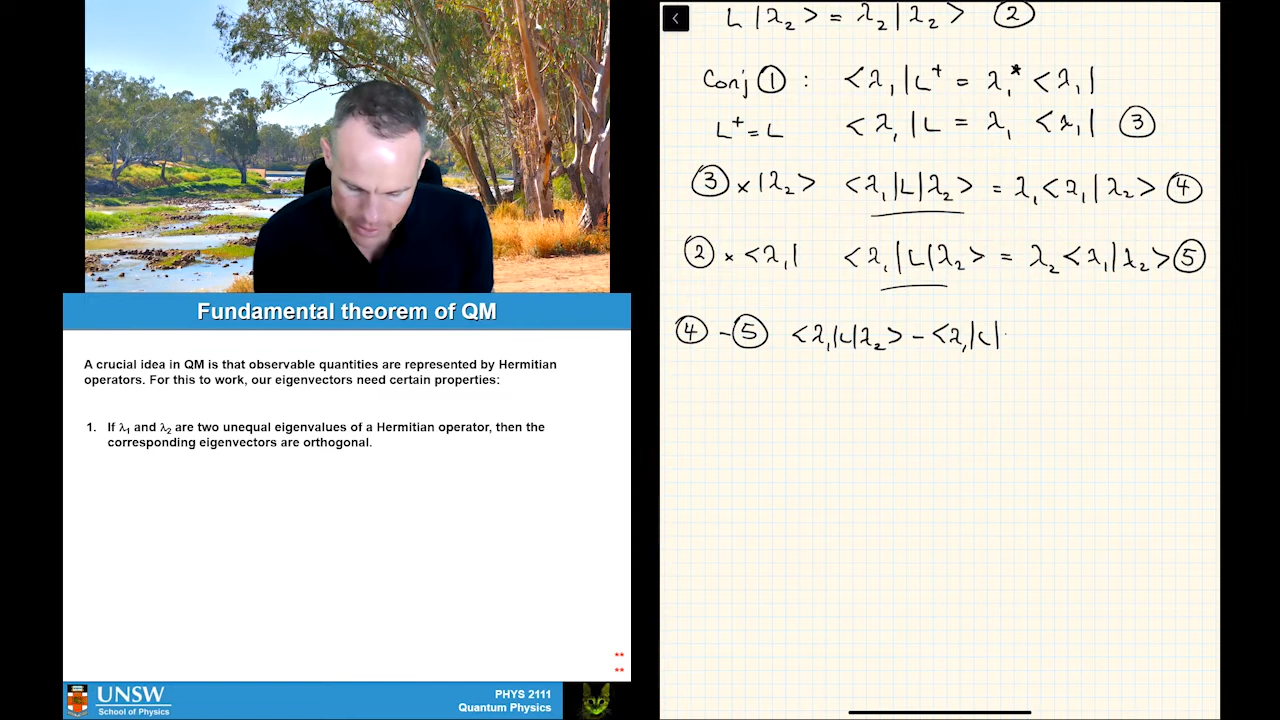 Fundamental theorem of QM
A crucial idea in QM is that observable quantities are represented by Hermitian
operators. For this to work, our eigenvectors need certain properties:
1. If λ₁ and λ₂ are two unequal eigenvalues of a Hermitian operator, then the
corresponding eigenvectors are orthogonal.
**
**
UNSW
School of Physics
PHYS 2111
Quantum Physics
L |λ₂> = λ₂ |λ₂> ②
Conj ① : <λ₁|L⁺ = λ₁* <λ₁|
L⁺ = L <λ₁|L = λ₁ <λ₁| ③
③ × |λ₂> <λ₁|L|λ₂> = λ₁<λ₁|λ₂> ④
② × <λ₁| <λ₁|L|λ₂> = λ₂<λ₁|λ₂> ⑤
④ - ⑤ <λ₁|L|λ₂> - <λ₁|L|